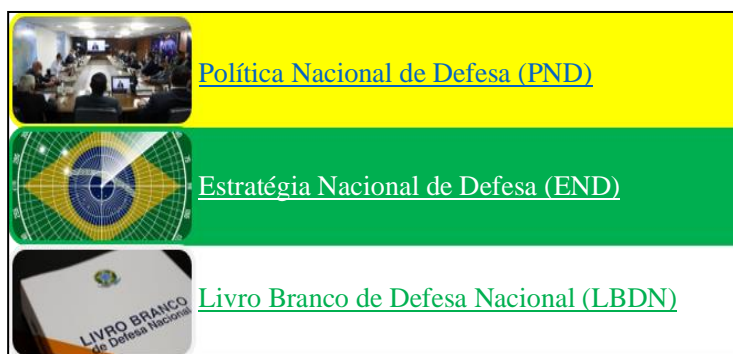 Política Nacional de Defesa (PND)
Estratégia Nacional de Defesa (END)
Livro Branco de Defesa Nacional (LBDN)
LIVRO BRANCO
de Defesa Nacional